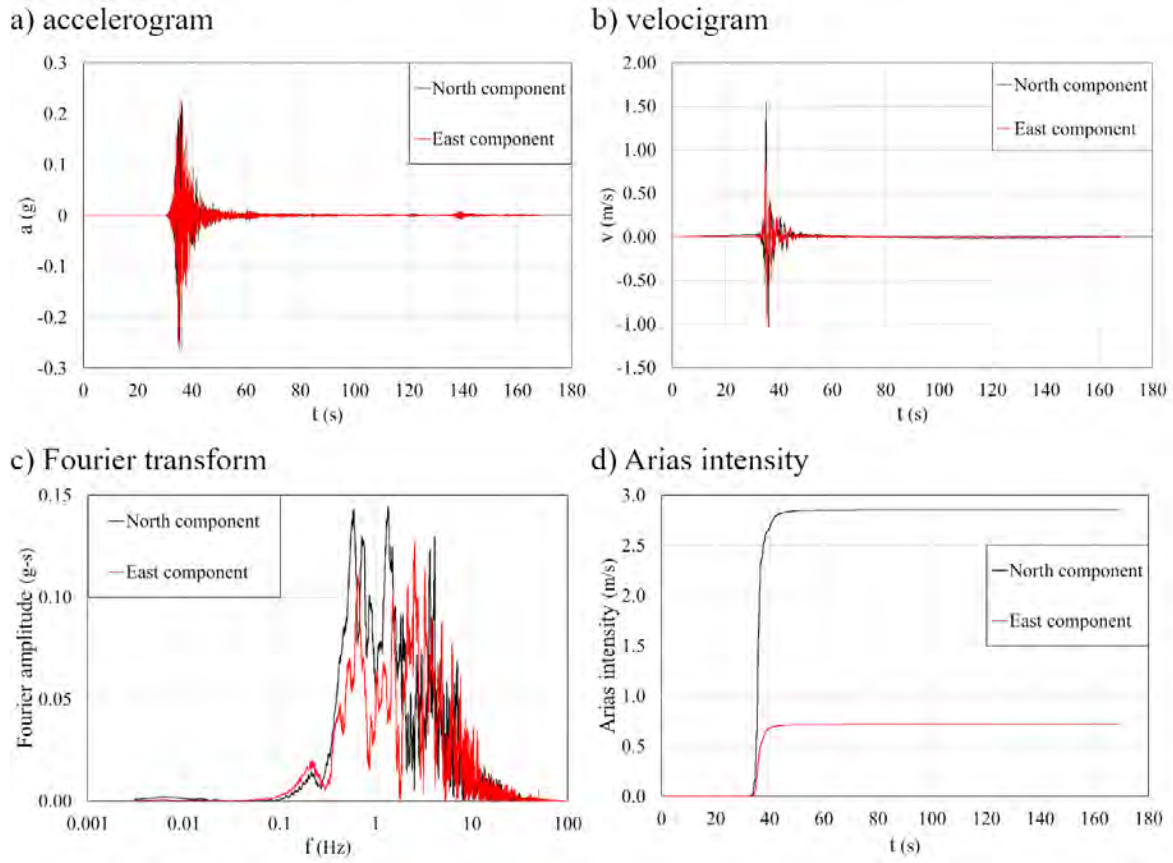 a) accelerogram
0.3
0.2
0.1
0
-0.1
-0.2
-0.3
a (g)
0 20 40 60 80 100 120 140 160 180
t (s)
North component
East component
b) velocigram
2.00
1.50
1.00
0.50
0.00
-0.50
-1.00
-1.50
v (m/s)
0 20 40 60 80 100 120 140 160 180
t (s)
North component
East component
c) Fourier transform
0.15
0.10
0.05
0.00
Fourier amplitude (g-s)
0.001 0.01 0.1 1 10 100
f (Hz)
North component
East component
d) Arias intensity
3.0
2.5
2.0
1.5
1.0
0.5
0.0
Arias intensity (m/s)
0 20 40 60 80 100 120 140 160 180
t (s)
North component
East component